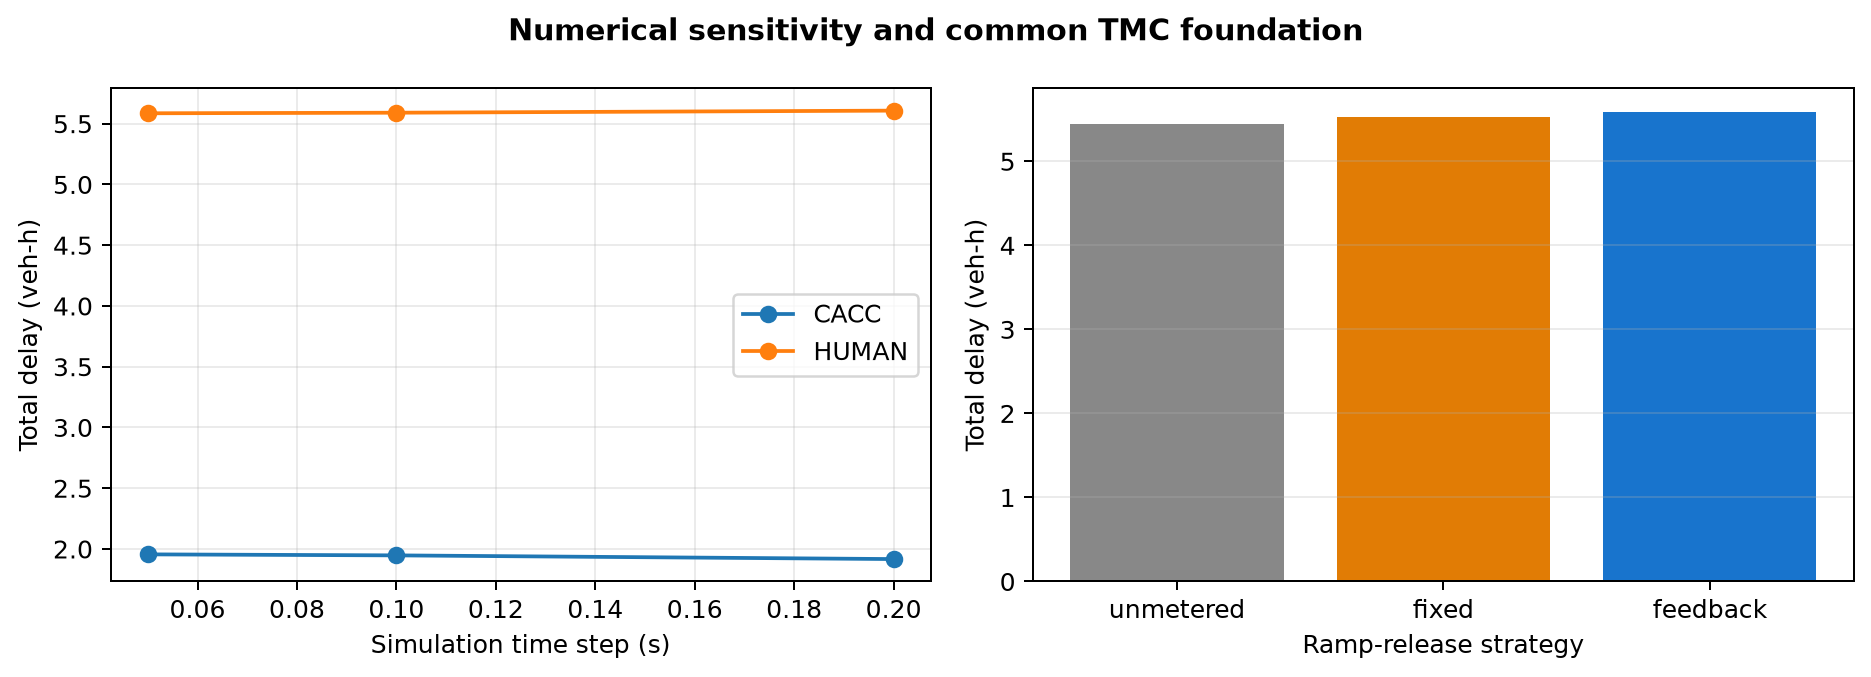 Numerical sensitivity and common TMC foundation
Total delay (veh-h)
5.5
5.0
4.5
4.0
3.5
3.0
2.5
2.0
CACC
HUMAN
0.06 0.08 0.10 0.12 0.14 0.16 0.18 0.20
Simulation time step (s)
Total delay (veh-h)
5
4
3
2
1
0
unmetered fixed feedback
Ramp-release strategy